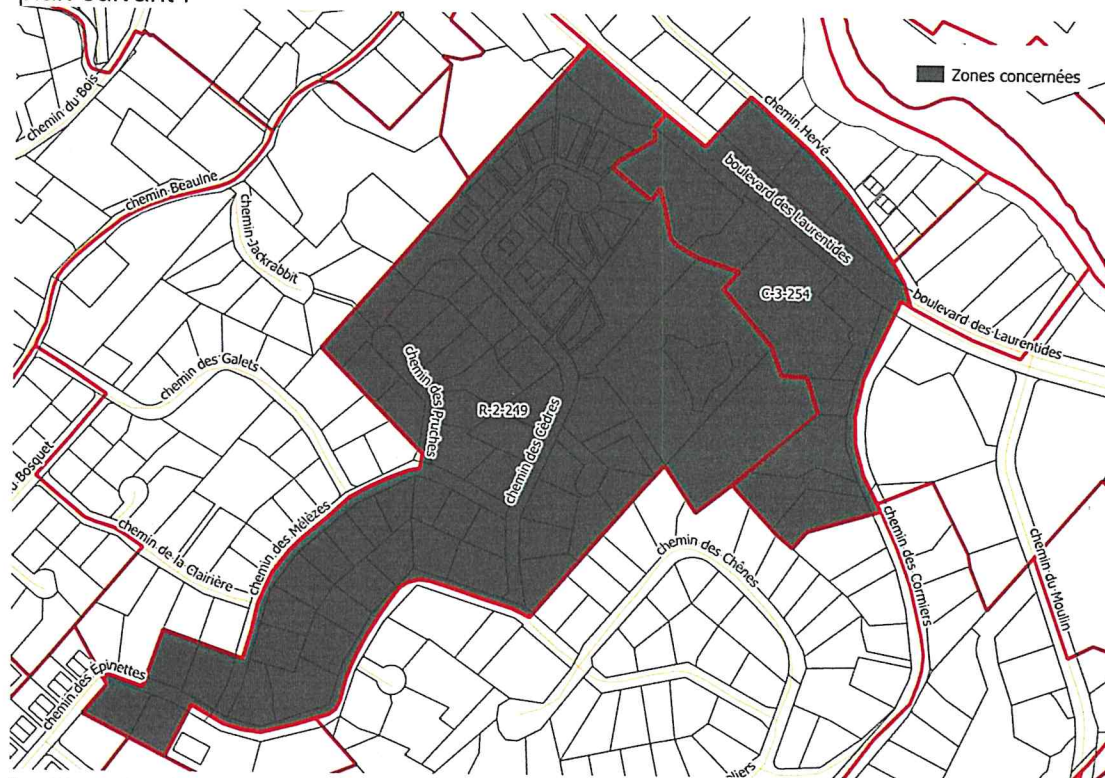 suivant :
Zones concernées
chemin du Bois
chemin Hervé
boulevard des Laurentides
chemin Beaulne
chemin Jackrabbit
C-3-254
boulevard des Laurentides
chemin des Galets
chemin des Pruches
R-2-249
chemin des Cèdres
Bosquet
chemin des Mélèzes
chemin de la Clairière
chemin des Chênes
chemin des Cormiers
chemin du Moulin
chemin des Épinettes